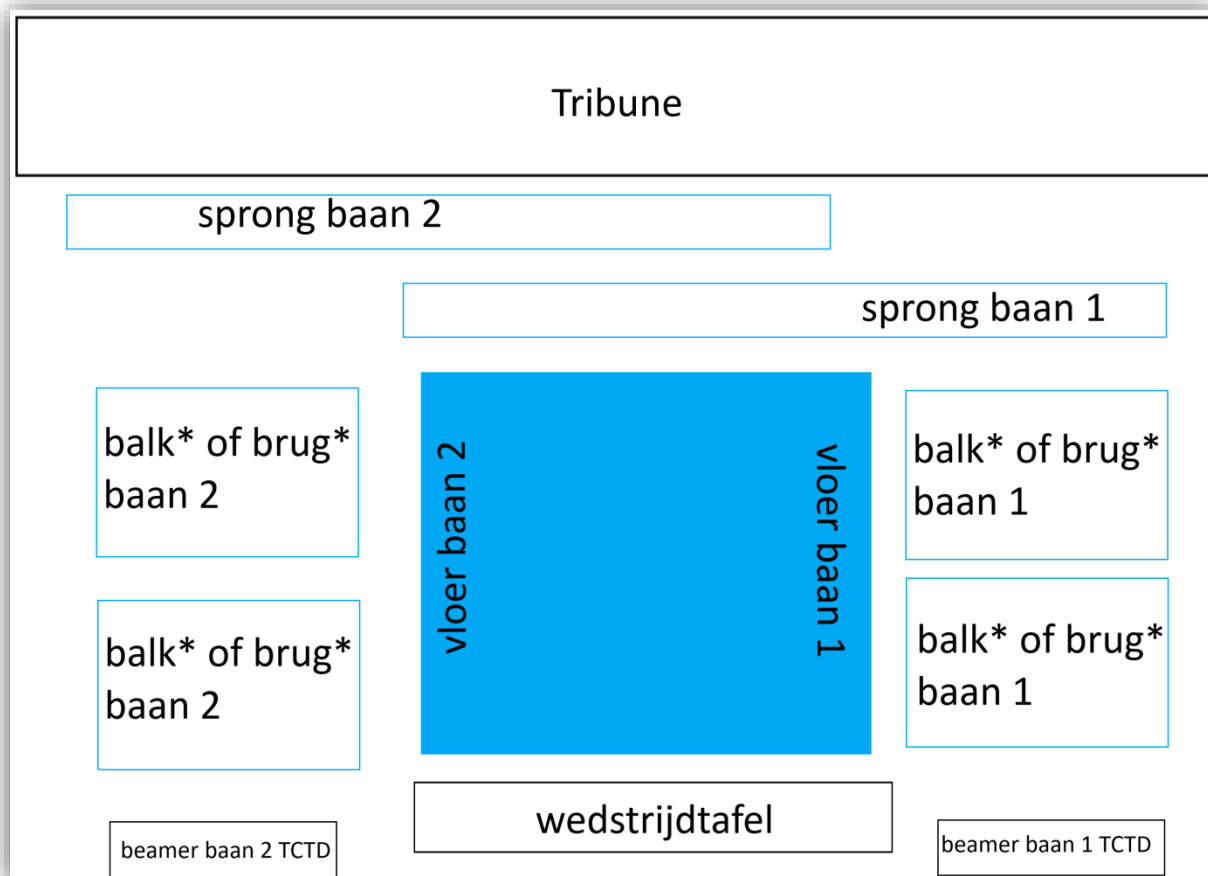 Tribune
sprong baan 2
sprong baan 1
balk* of brug*
baan 2
vloer baan 2
vloer baan 1
balk* of brug*
baan 1
balk* of brug*
baan 2
balk* of brug*
baan 1
wedstrijdtafel
beamer baan 2 TCTD
beamer baan 1 TCTD